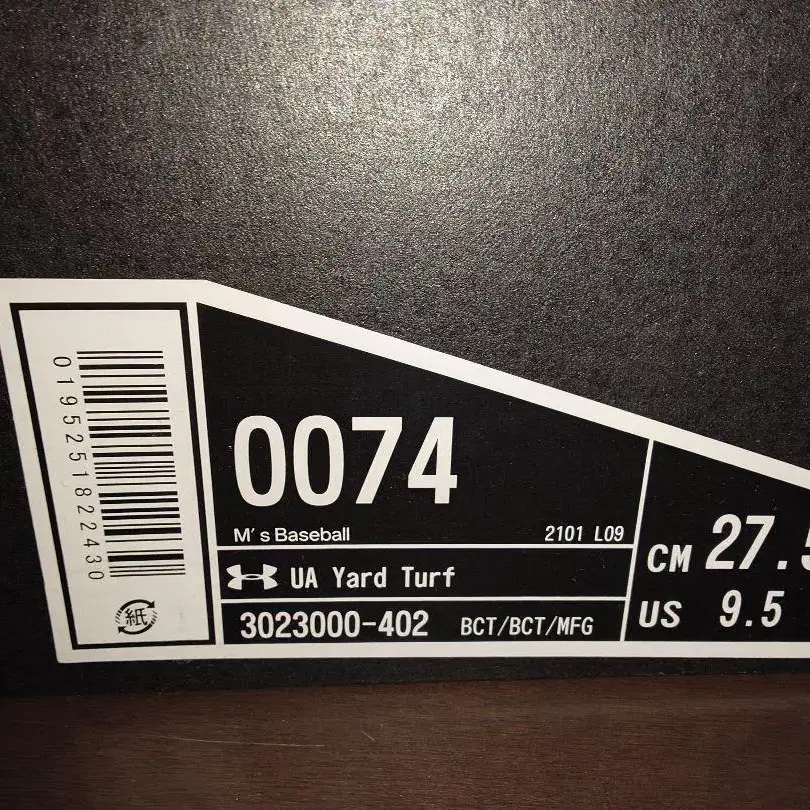 0195251822430
紙
0074
M's Baseball 2101 L09
UA Yard Turf
3023000-402 BCT/BCT/MFG
CM 27.5
US 9.5